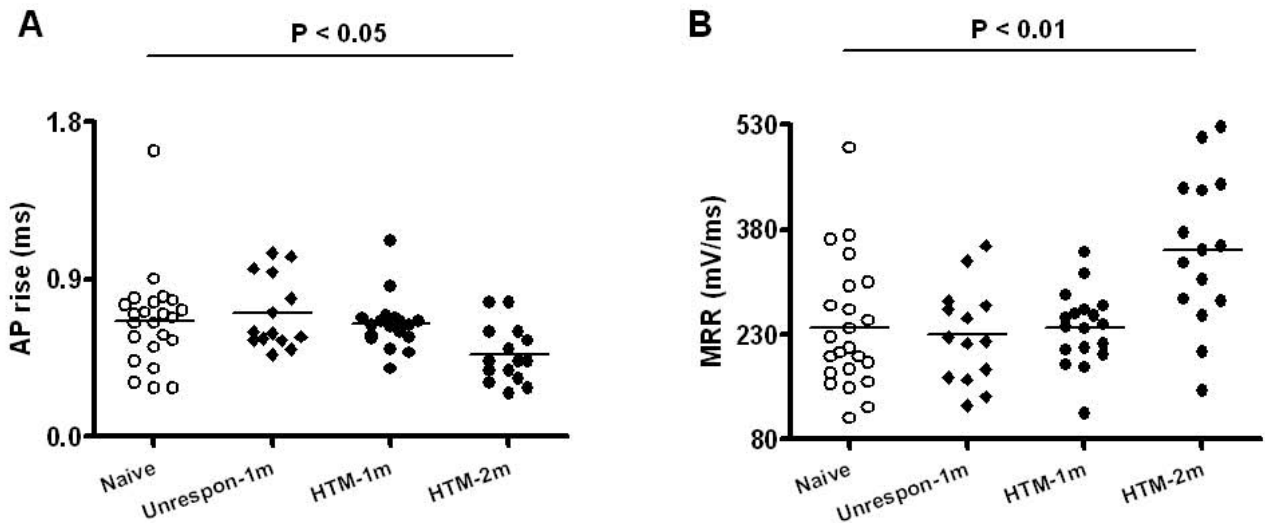 A
P < 0.05
AP rise (ms)
1.8
0.9
0.0
Naive
Unrespon-1m
HTM-1m
HTM-2m
B
P < 0.01
MRR (mV/ms)
530
380
230
80
Naive
Unrespon-1m
HTM-1m
HTM-2m